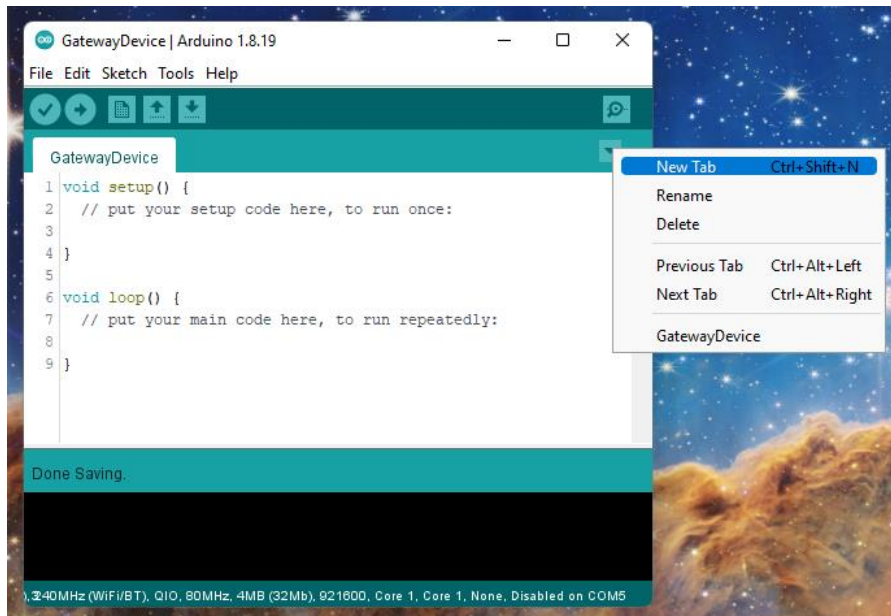 GatewayDevice | Arduino 1.8.19
File Edit Sketch Tools Help
GatewayDevice
1 void setup() {
2 // put your setup code here, to run once:
3
4 }
5
6 void loop() {
7 // put your main code here, to run repeatedly:
8
9 }
New Tab Ctrl+Shift+N
Rename
Delete
Previous Tab Ctrl+Alt+Left
Next Tab Ctrl+Alt+Right
GatewayDevice
Done Saving.
240MHz (WiFi/BT), QIO, 80MHz, 4MB (32Mb), 921600, Core 1, Core 1, None, Disabled on COM5